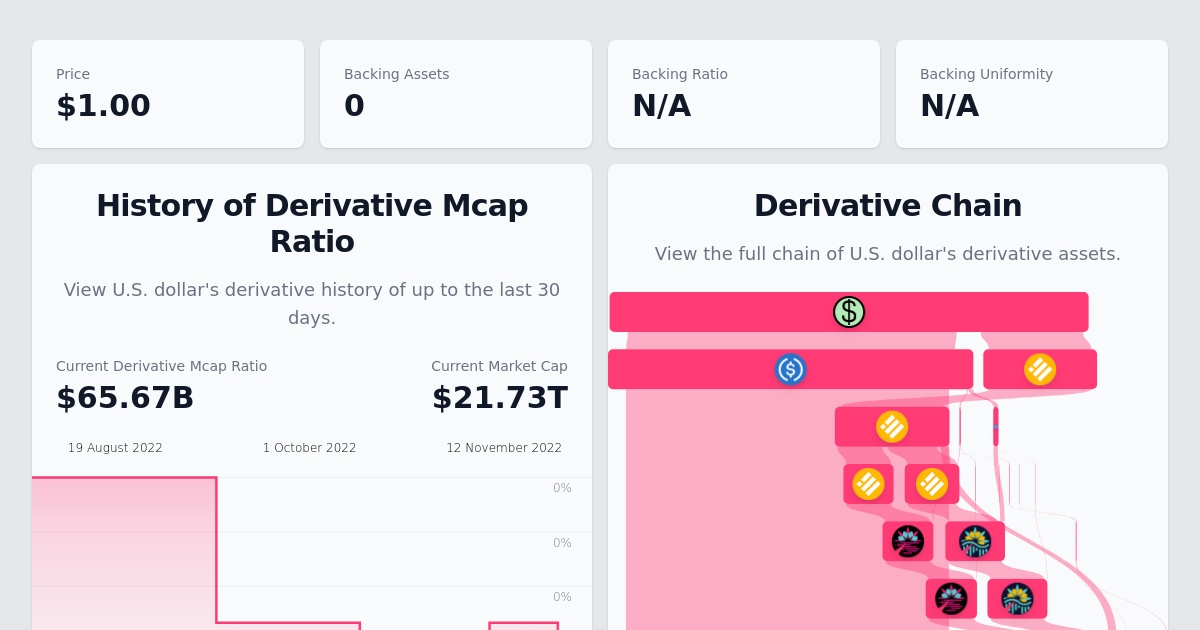 Price
$1.00
Backing Assets
0
Backing Ratio
N/A
Backing Uniformity
N/A
History of Derivative Mcap
Ratio
View U.S. dollar's derivative history of up to the last 30
days.
Current Derivative Mcap Ratio
$65.67B
Current Market Cap
$21.73T
19 August 2022
1 October 2022
12 November 2022
0%
0%
0%
Derivative Chain
View the full chain of U.S. dollar's derivative assets.
$
$